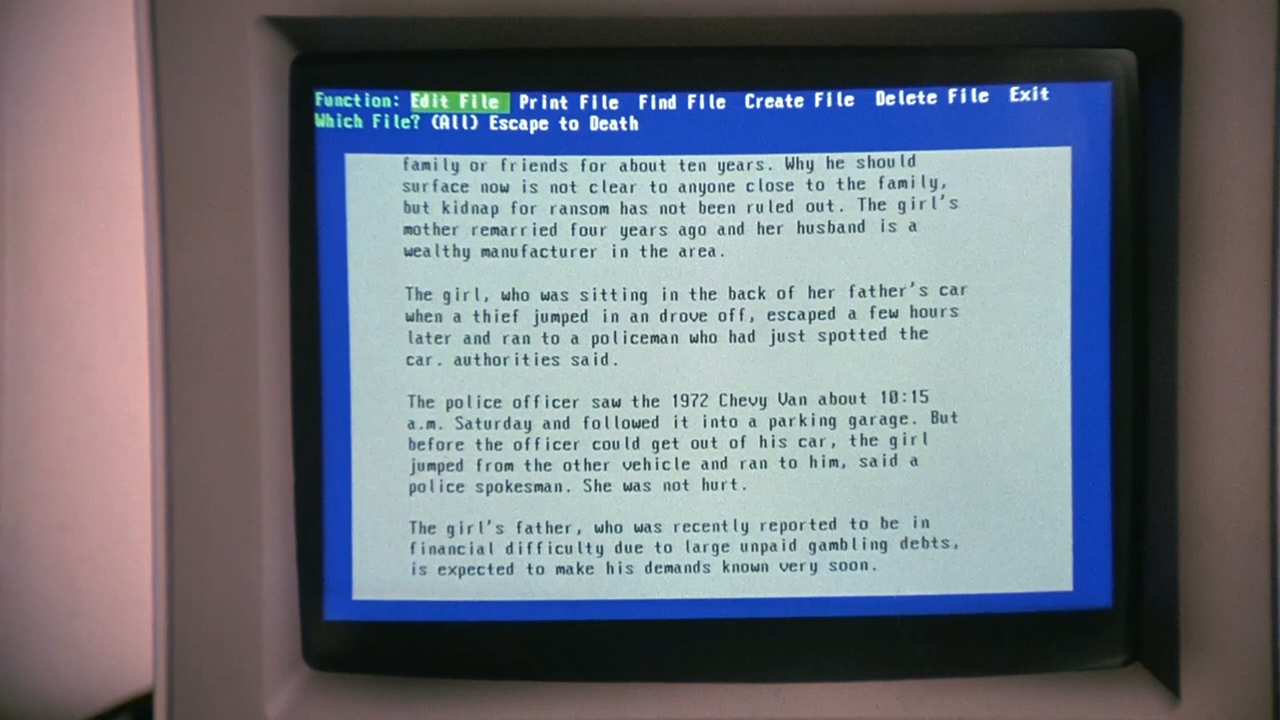 Function: Edit File Print File Find File Create File Delete File Exit
Which File? (All) Escape to Death
family or friends for about ten years. Why he should
surface now is not clear to anyone close to the family,
but kidnap for ransom has not been ruled out. The girl's
mother remarried four years ago and her husband is a
wealthy manufacturer in the area.
The girl, who was sitting in the back of her father's car
when a thief jumped in an drove off, escaped a few hours
later and ran to a policeman who had just spotted the
car. authorities said.
The police officer saw the 1972 Chevy Van about 10:15
a.m. Saturday and followed it into a parking garage. But
before the officer could get out of his car, the girl
jumped from the other vehicle and ran to him, said a
police spokesman. She was not hurt.
The girl's father, who was recently reported to be in
financial difficulty due to large unpaid gambling debts,
is expected to make his demands known very soon.